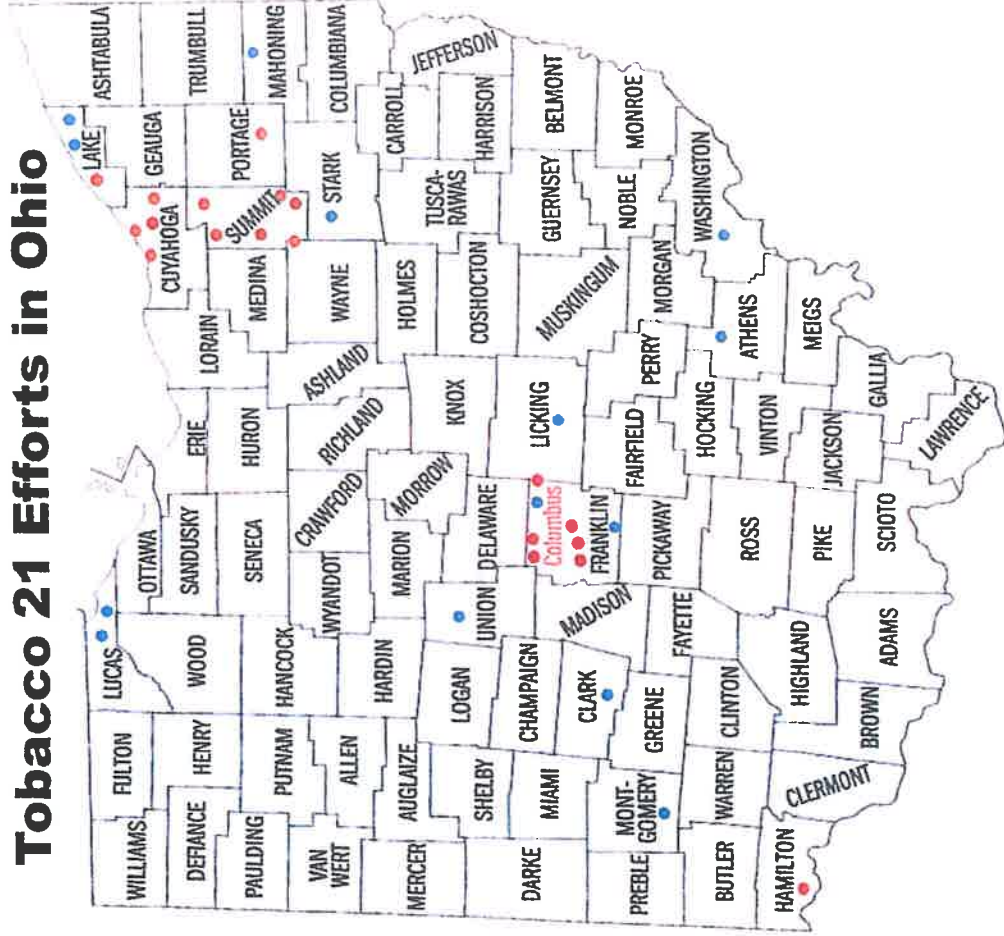 Tobacco 21 Efforts in Ohio
WILLIAMS
FULTON
LUCAS
OTTAWA
LAKE
ASHTABULA
DEFIANCE
HENRY
WOOD
SANDUSKY
ERIE
LORAIN
CUYAHOGA
GEAUGA
TRUMBULL
PAULDING
PUTNAM
HANCOCK
SENECA
HURON
MEDINA
SUMMIT
PORTAGE
MAHONING
VAN
WERT
ALLEN
HARDIN
WYANDOT
CRAWFORD
RICHLAND
ASHLAND
WAYNE
STARK
COLUMBIANA
MERCER
AUGLAIZE
MARION
MORROW
HOLMES
CARROLL
JEFFERSON
LOGAN
UNION
DELAWARE
KNOX
COSHOCTON
TUSCA-
RAWAS
HARRISON
DARKE
SHELBY
CHAMPAIGN
Columbus
LICKING
GUERNSEY
BELMONT
MIAMI
CLARK
MADISON
FRANKLIN
MUSKINGUM
NOBLE
MONROE
PREBLE
MONT-
GOMERY
GREENE
FAYETTE
PICKAWAY
FAIRFIELD
PERRY
MORGAN
WASHINGTON
BUTLER
WARREN
CLINTON
ROSS
HOCKING
ATHENS
HAMILTON
CLERMONT
HIGHLAND
PIKE
VINTON
MEIGS
BROWN
ADAMS
SCIOTO
JACKSON
GALLIA
LAWRENCE